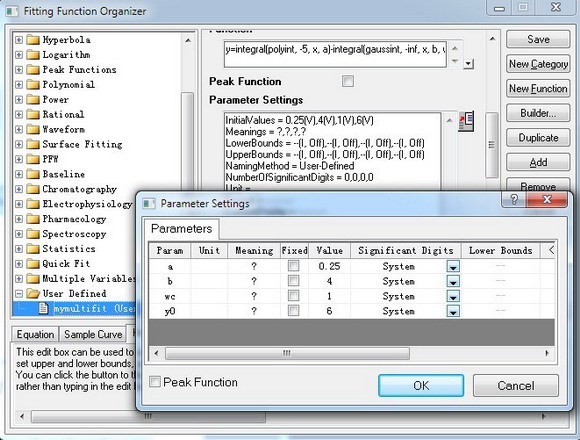 Fitting Function Organizer
Hyperbola
Logarithm
Peak Functions
Polynomial
Power
Rational
Waveform
Surface Fitting
PFW
Baseline
Chromatography
Electrophysiology
Pharmacology
Spectroscopy
Statistics
Quick Fit
Multiple Variables
User Defined
mymultifit (User
Function
y=integral(polyint, -5, x, a)-integral(gaussint, -inf, x, b,
Peak Function
Parameter Settings
InitialValues = 0.25(V),4(V),1(V),6(V)
Meanings = ?,?,?,?
LowerBounds = --(I, Off),--(I, Off),--(I, Off),--(I, Off)
UpperBounds = --(I, Off),--(I, Off),--(I, Off),--(I, Off)
NamingMethod = User-Defined
NumberOfSignificantDigits = 0,0,0,0
Unit =
Save
New Category
New Function
Builder...
Duplicate
Add
Remove
Equation Sample Curve
This edit box can be used to
set upper and lower bounds,
You can click the button to th
rather than typing in the edit
Parameter Settings
Parameters
Param Unit Meaning Fixed Value Significant Digits Lower Bounds
a ? 0.25 System --
b ? 4 System --
wc ? 1 System --
y0 ? 6 System --
Peak Function
OK
Cancel